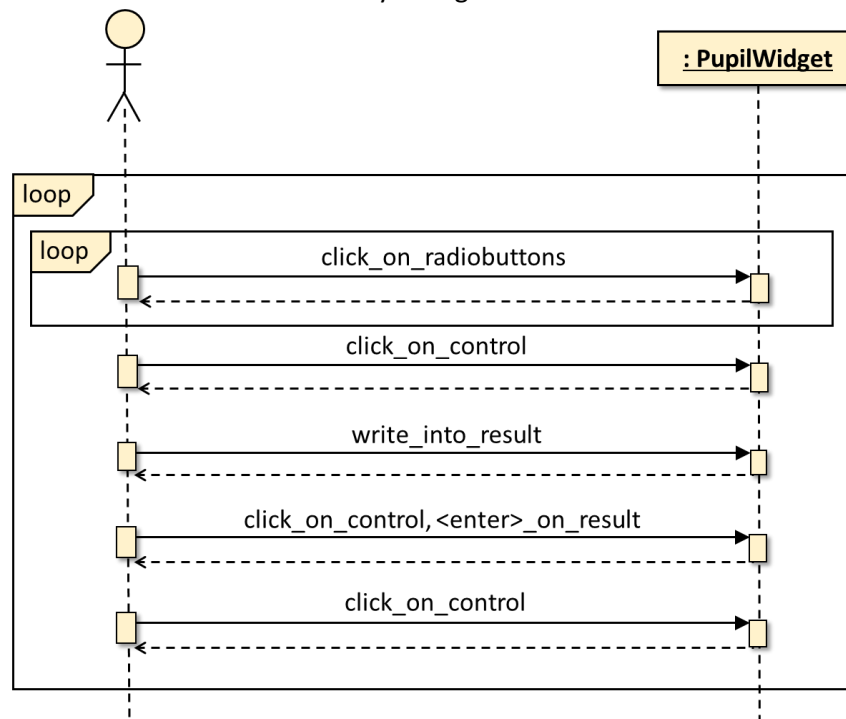 : PupilWidget
loop
loop
click_on_radiobuttons
click_on_control
write_into_result
click_on_control, <enter>_on_result
click_on_control